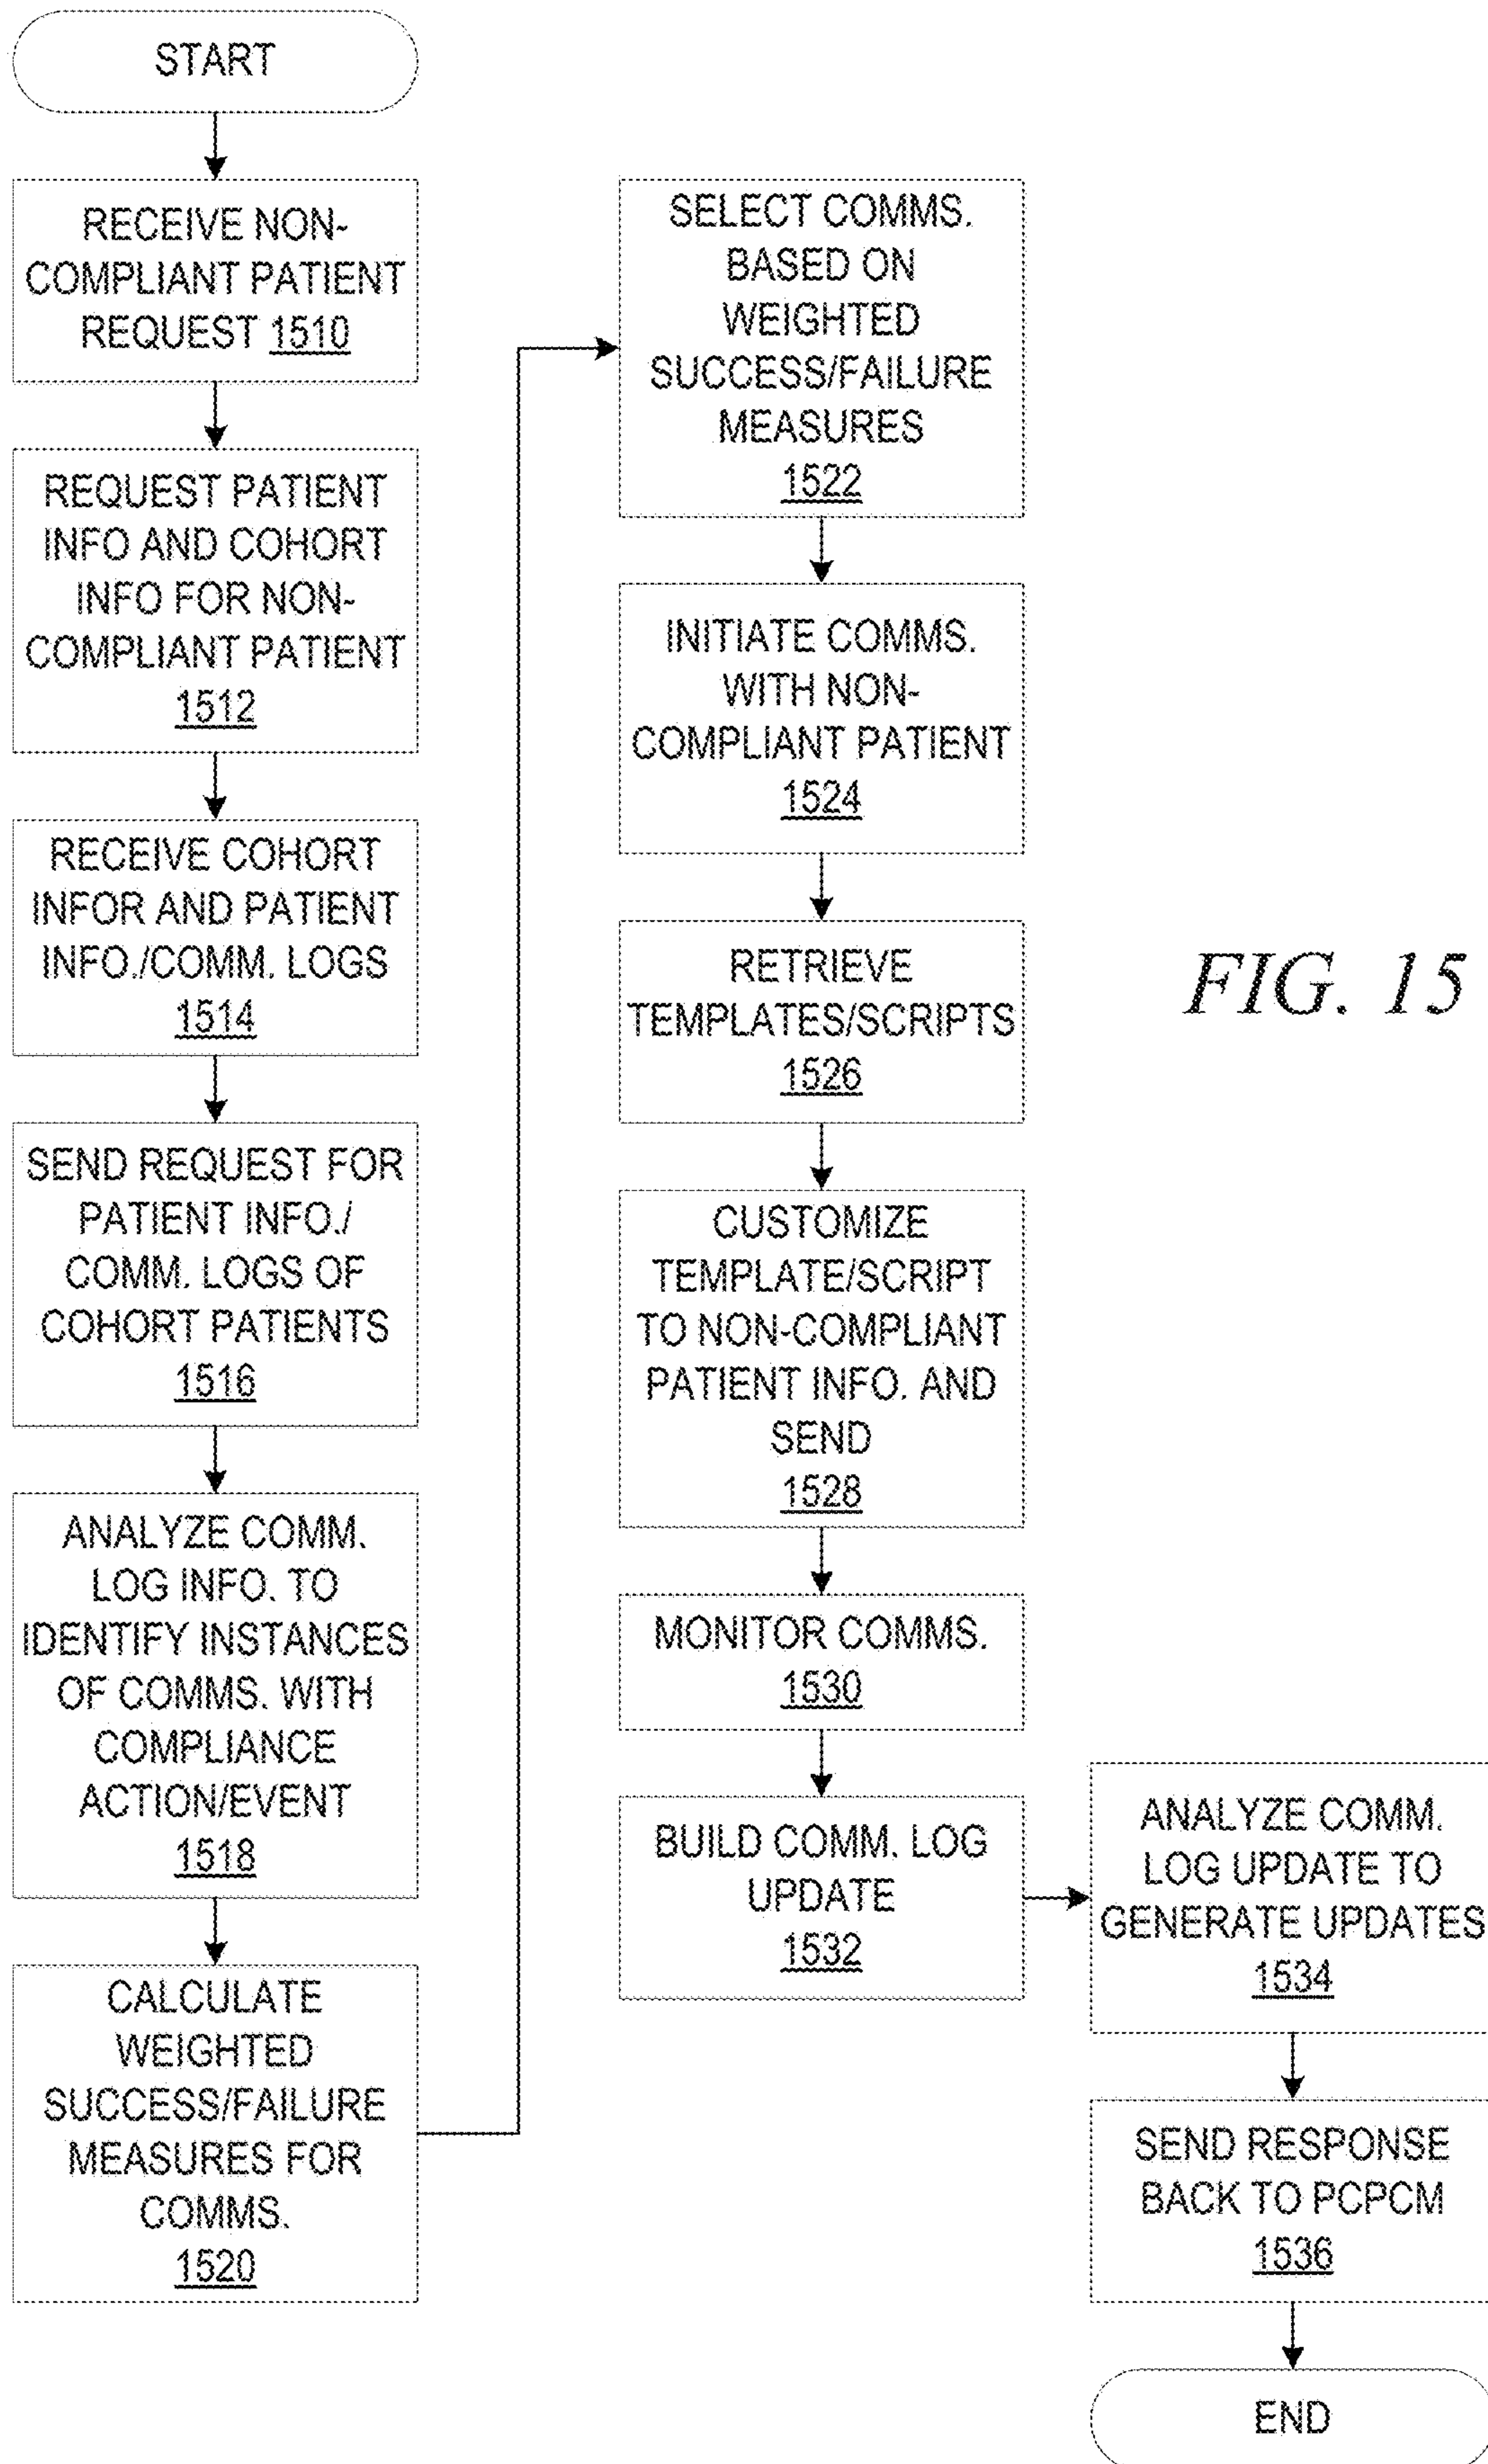 START
RECEIVE NON-
COMPLIANT PATIENT
REQUEST 1510
REQUEST PATIENT
INFO AND COHORT
INFO FOR NON-
COMPLIANT PATIENT
1512
RECEIVE COHORT
INFOR AND PATIENT
INFO./COMM. LOGS
1514
SEND REQUEST FOR
PATIENT INFO./
COMM. LOGS OF
COHORT PATIENTS
1516
ANALYZE COMM.
LOG INFO. TO
IDENTIFY INSTANCES
OF COMMS. WITH
COMPLIANCE
ACTION/EVENT
1518
CALCULATE
WEIGHTED
SUCCESS/FAILURE
MEASURES FOR
COMMS.
1520
SELECT COMMS.
BASED ON
WEIGHTED
SUCCESS/FAILURE
MEASURES
1522
INITIATE COMMS.
WITH NON-
COMPLIANT PATIENT
1524
RETRIEVE
TEMPLATES/SCRIPTS
1526
CUSTOMIZE
TEMPLATE/SCRIPT
TO NON-COMPLIANT
PATIENT INFO. AND
SEND
1528
MONITOR COMMS.
1530
BUILD COMM. LOG
UPDATE
1532
ANALYZE COMM.
LOG UPDATE TO
GENERATE UPDATES
1534
SEND RESPONSE
BACK TO PCPCM
1536
END
FIG. 15